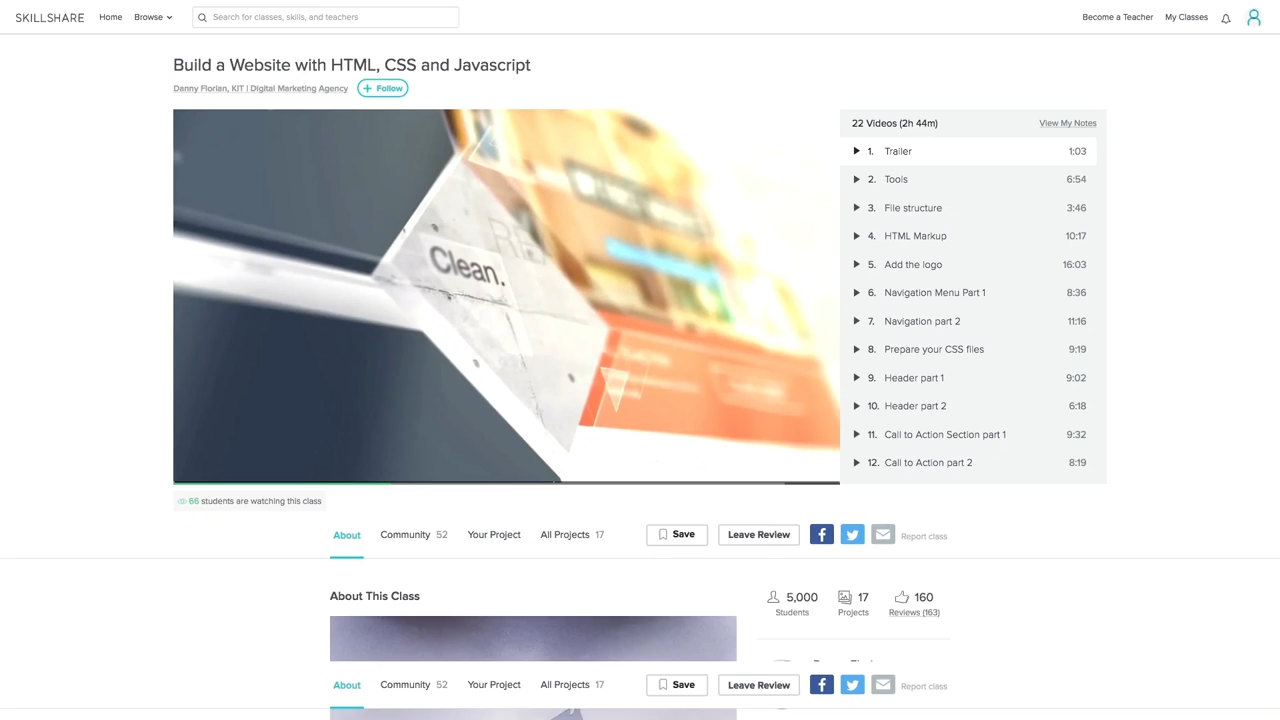 SKILLSHARE Home Browse Search for classes, skills, and teachers Become a Teacher My Classes
Build a Website with HTML, CSS and Javascript
Danny Florian, KIT | Digital Marketing Agency + Follow
Clean.
22 Videos (2h 44m) View My Notes
1. Trailer 1:03
2. Tools 6:54
3. File structure 3:46
4. HTML Markup 10:17
5. Add the logo 16:03
6. Navigation Menu Part 1 8:36
7. Navigation part 2 11:16
8. Prepare your CSS files 9:19
9. Header part 1 9:02
10. Header part 2 6:18
11. Call to Action Section part 1 9:32
12. Call to Action part 2 8:19
66 students are watching this class
About Community 52 Your Project All Projects 17 Save Leave Review Report class
About This Class
5,000 17 160
Students Projects Reviews (163)
About Community 52 Your Project All Projects 17 Save Leave Review Report class